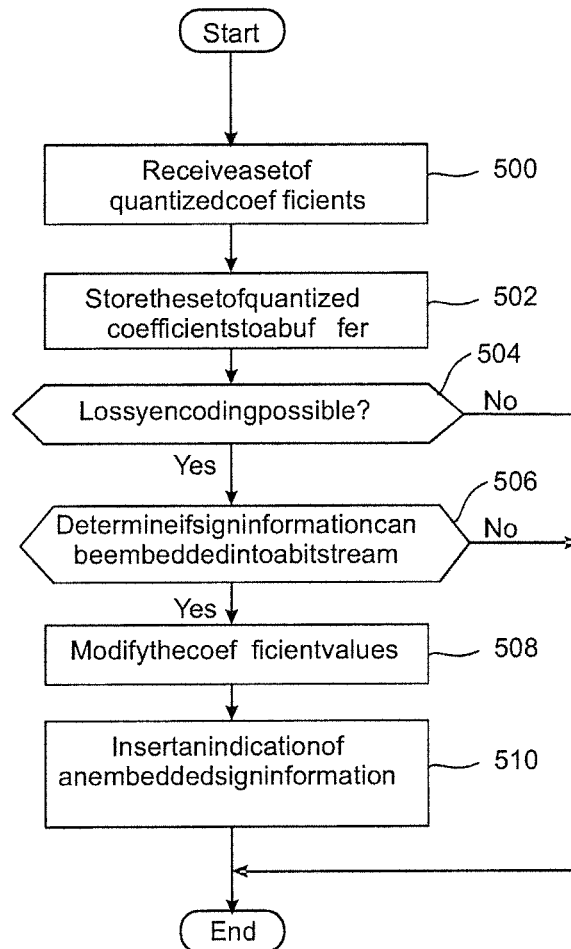 Start
Receiveasetof
quantizedcoef ficients
500
Storethesetofquantized
coefficientstoabuf fer
502
504
Lossyencodingpossible?
No
Yes
506
Determineifsigninformationcan
beembeddedintoabitstream
No
Yes
Modifythecoef ficientvalues
508
Insertanindicationof
anembeddedsigninformation
510
End